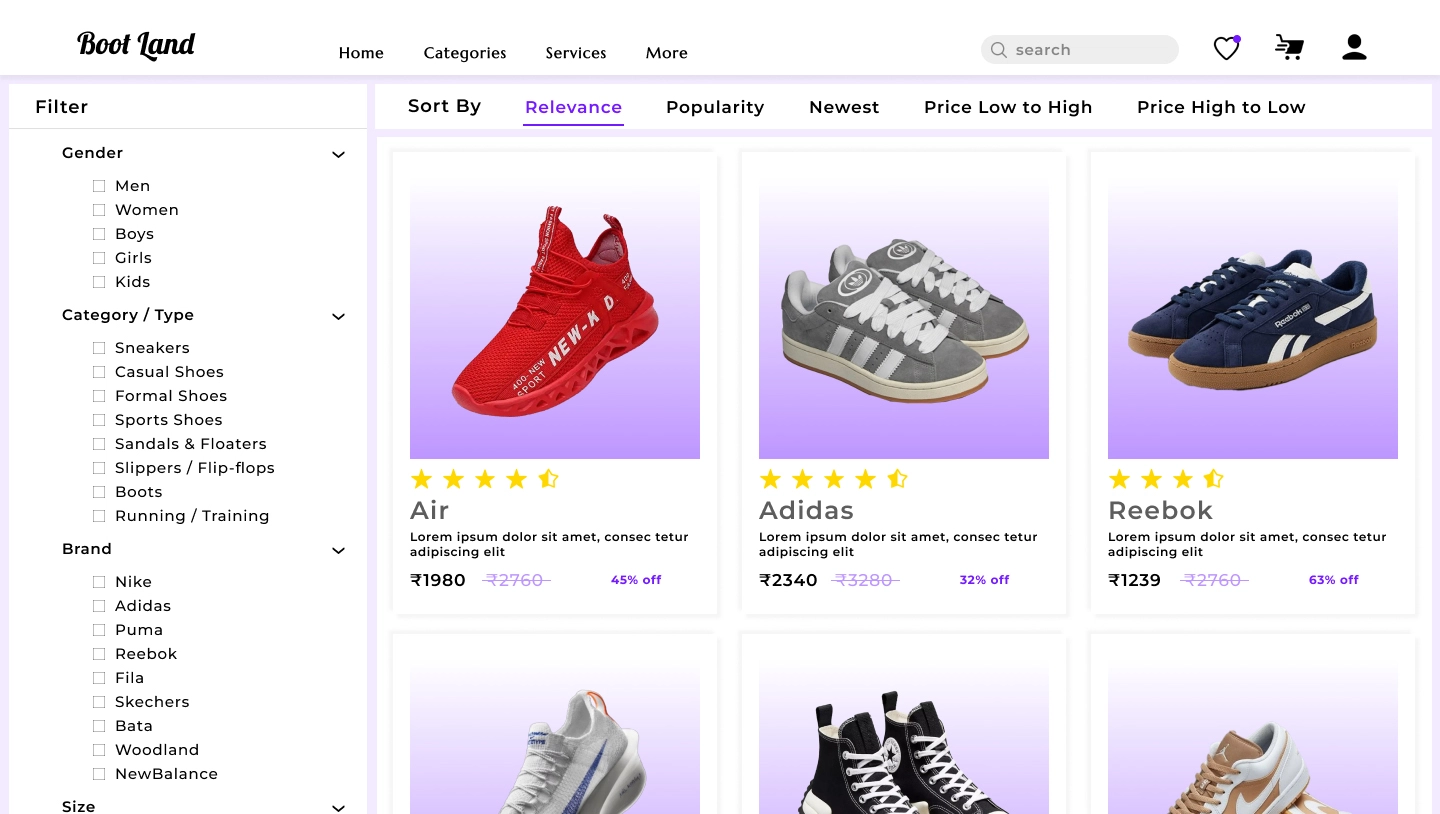 Boot Land
Home Categories Services More
search
Filter
Sort By Relevance Popularity Newest Price Low to High Price High to Low
Gender
Men
Women
Boys
Girls
Kids
Category / Type
Sneakers
Casual Shoes
Formal Shoes
Sports Shoes
Sandals & Floaters
Slippers / Flip-flops
Boots
Running / Training
Brand
Nike
Adidas
Puma
Reebok
Fila
Skechers
Bata
Woodland
NewBalance
Size
400- NEW
SPORT
NEW-K D
Air
Lorem ipsum dolor sit amet, consec tetur
adipiscing elit
₹1980 ₹2760 45% off
Adidas
Lorem ipsum dolor sit amet, consec tetur
adipiscing elit
₹2340 ₹3280 32% off
Reebok
Reebok
Lorem ipsum dolor sit amet, consec tetur
adipiscing elit
₹1239 ₹2760 63% off